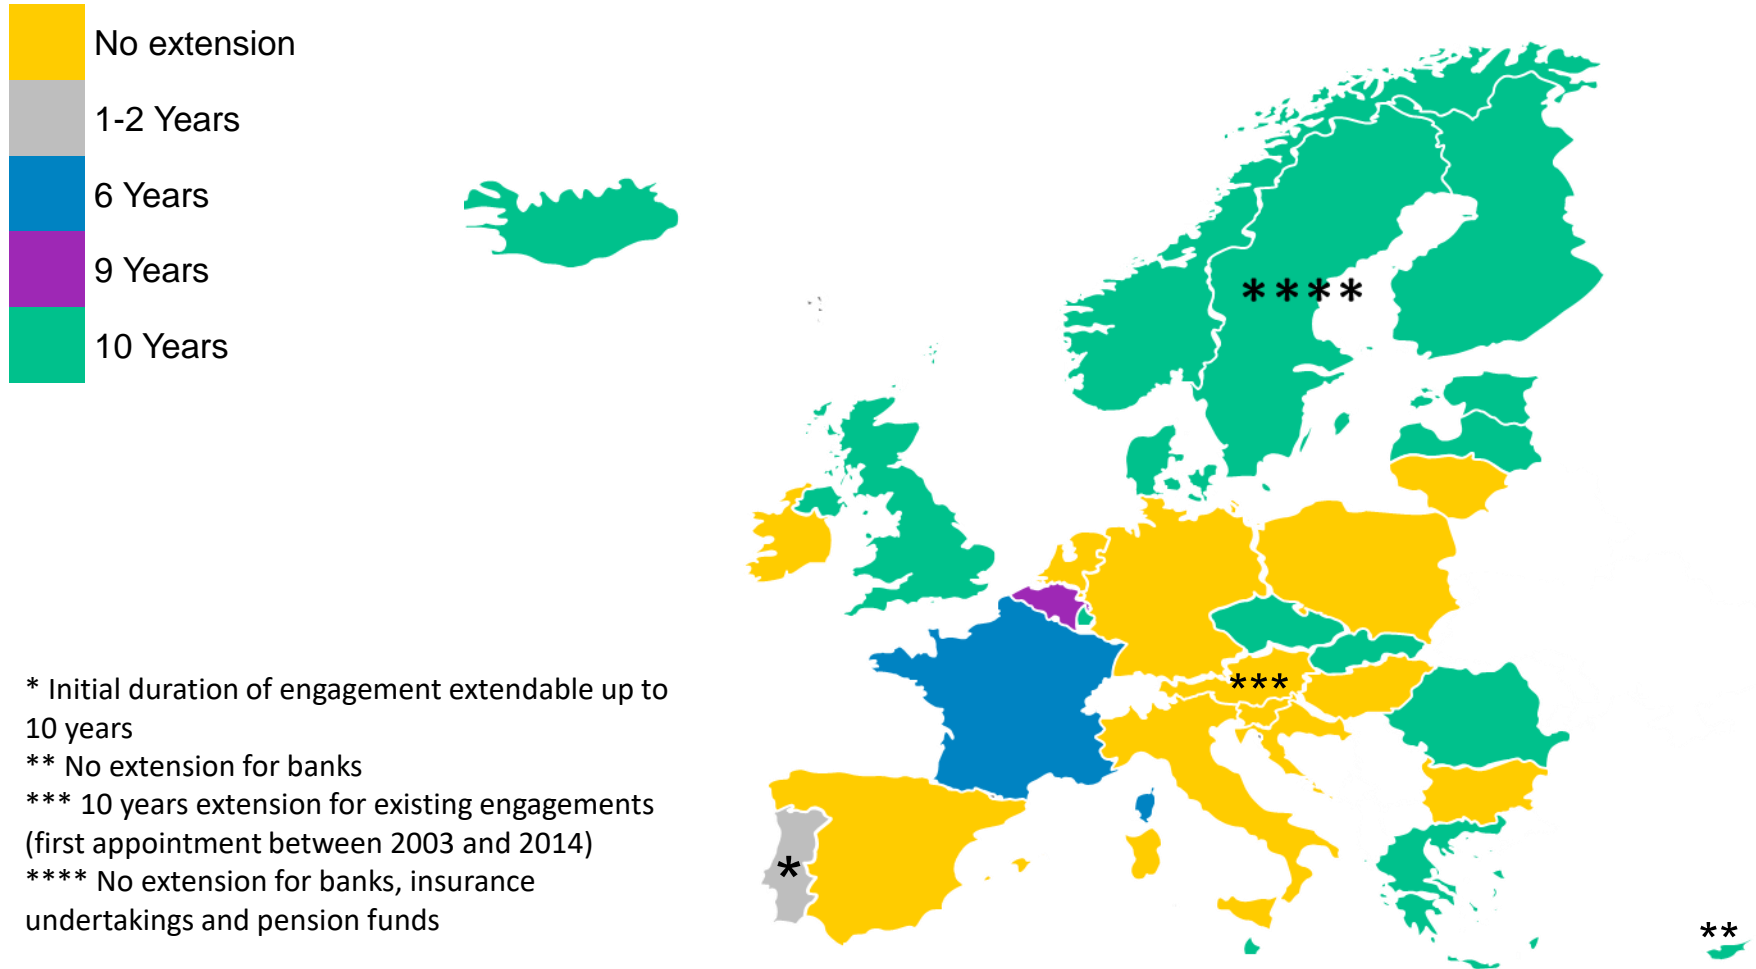 No extension
1-2 Years
6 Years
9 Years
10 Years
****
***
* Initial duration of engagement extendable up to
10 years
** No extension for banks
*** 10 years extension for existing engagements
(first appointment between 2003 and 2014)
**** No extension for banks, insurance
undertakings and pension funds
*
**